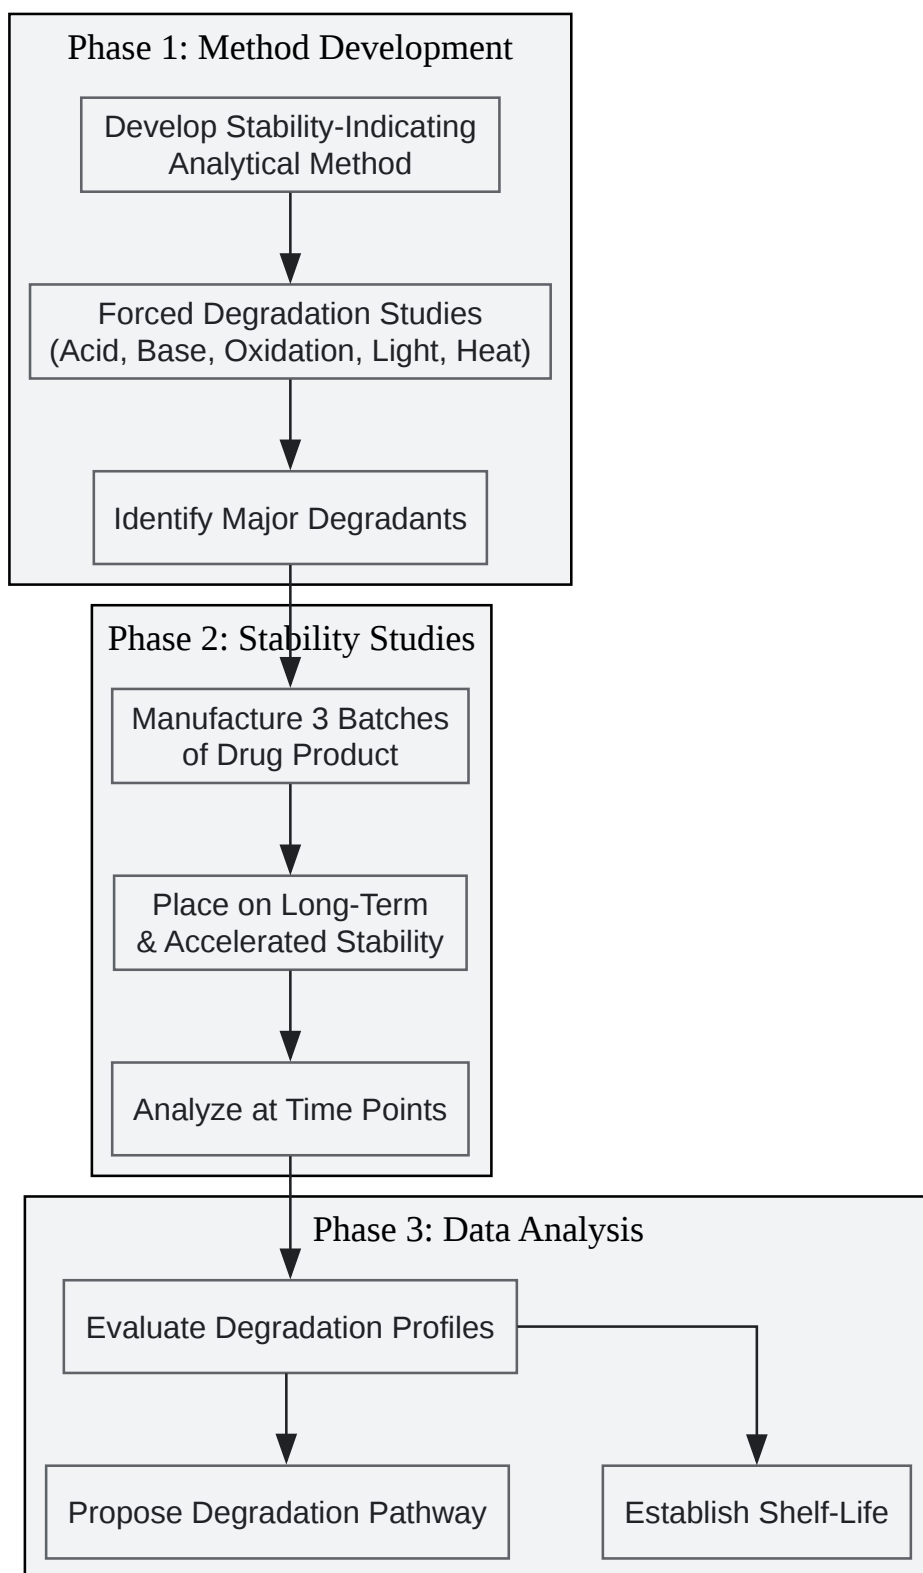 Phase 1: Method Development
Develop Stability-Indicating
Analytical Method
Forced Degradation Studies
(Acid, Base, Oxidation, Light, Heat)
Identify Major Degradants
Phase 2: Stability Studies
Manufacture 3 Batches
of Drug Product
Place on Long-Term
& Accelerated Stability
Analyze at Time Points
Phase 3: Data Analysis
Evaluate Degradation Profiles
Propose Degradation Pathway
Establish Shelf-Life